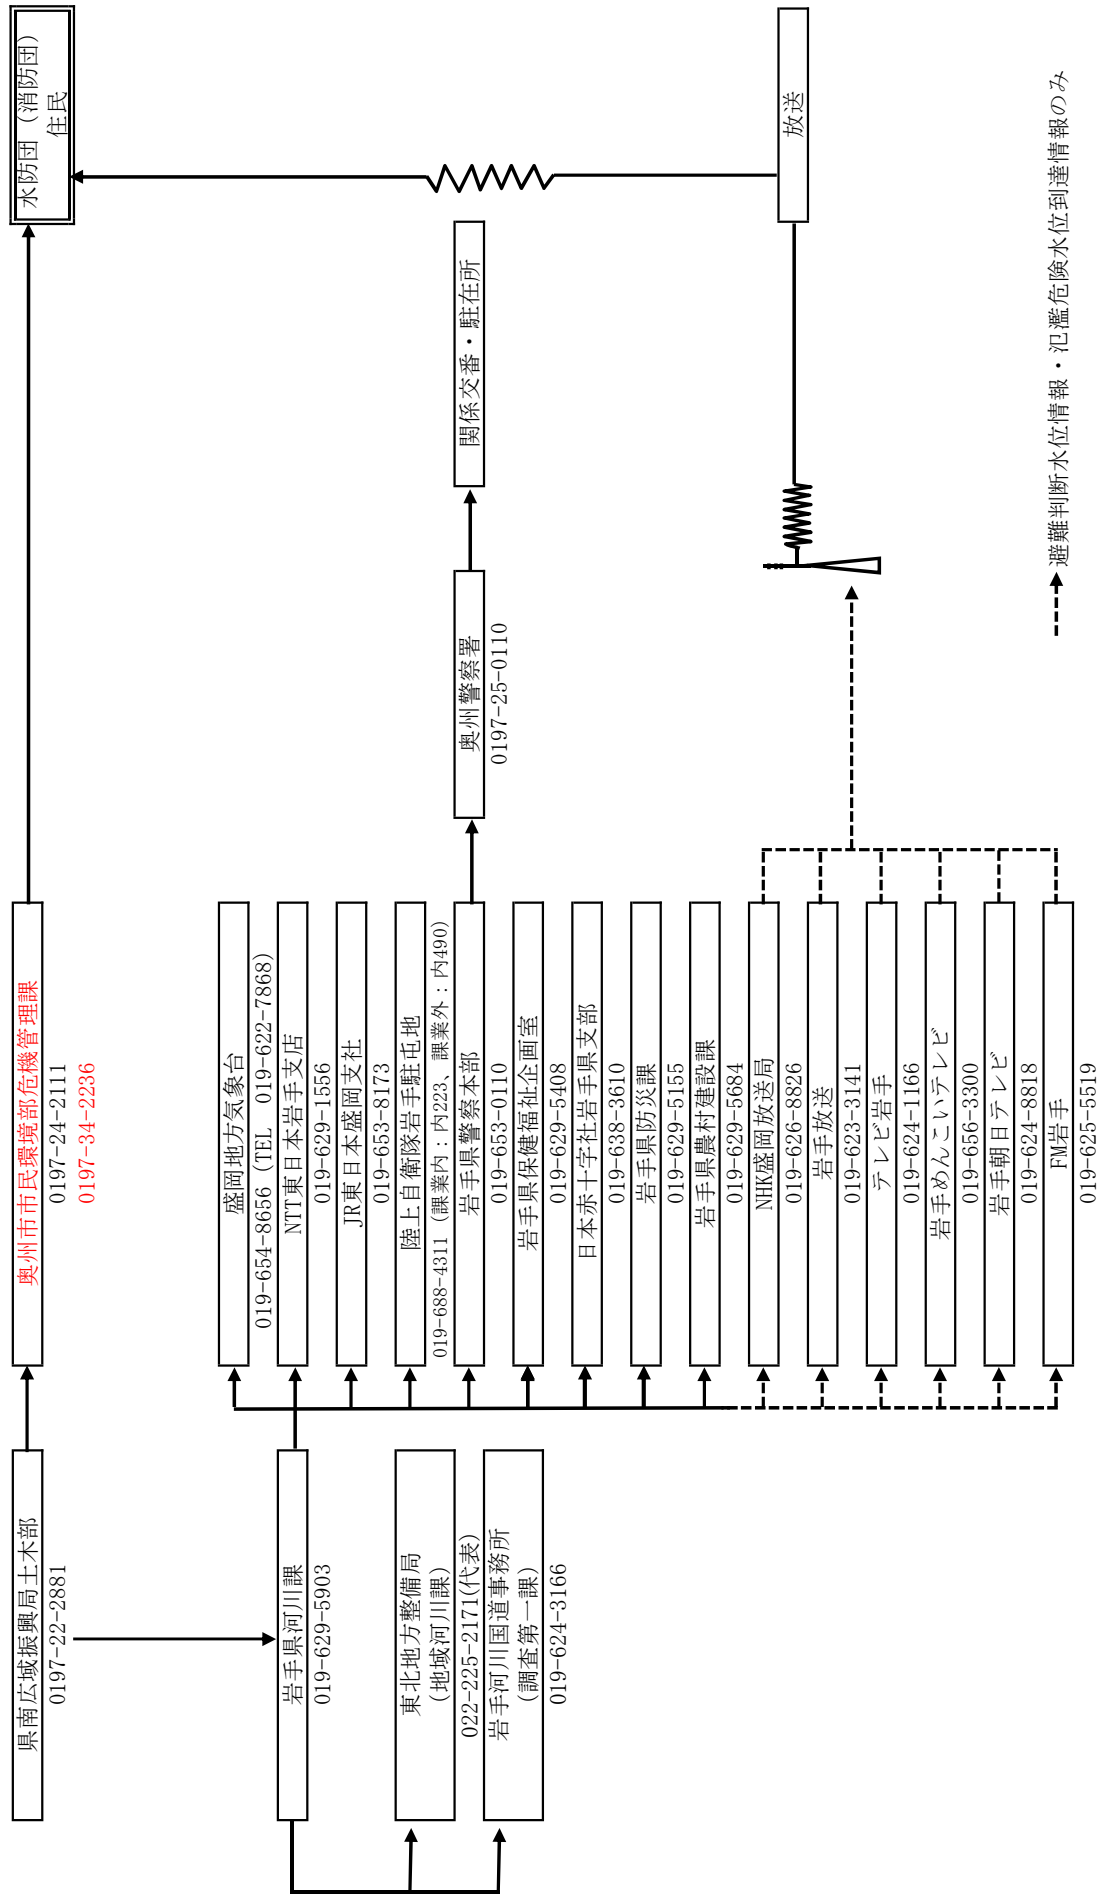 県南広域振興局土木部
0197-22-2881
奥州市市民環境部危機管理課
0197-24-2111
0197-34-2236
水防団（消防団）
住民
岩手県河川課
019-629-5903
東北地方整備局
（地域河川課）
022-225-2171(代表)
岩手河川国道事務所
（調査第一課）
019-624-3166
盛岡地方気象台
019-654-8656（TEL 019-622-7868）
NTT東日本岩手支店
019-629-1556
JR東日本盛岡支社
019-653-8173
陸上自衛隊岩手駐屯地
019-688-4311（課業内：内223、課業外：内490）
岩手県警察本部
019-653-0110
岩手県保健福祉企画室
019-629-5408
日本赤十字社岩手県支部
019-638-3610
岩手県防災課
019-629-5155
岩手県農村建設課
019-629-5684
NHK盛岡放送局
019-626-8826
岩手放送
019-623-3141
テレビ岩手
019-624-1166
岩手めんこいテレビ
019-656-3300
岩手朝日テレビ
019-624-8818
FM岩手
019-625-5519
奥州警察署
0197-25-0110
関係交番・駐在所
放送
避難判断水位情報・氾濫危険水位到達情報のみ